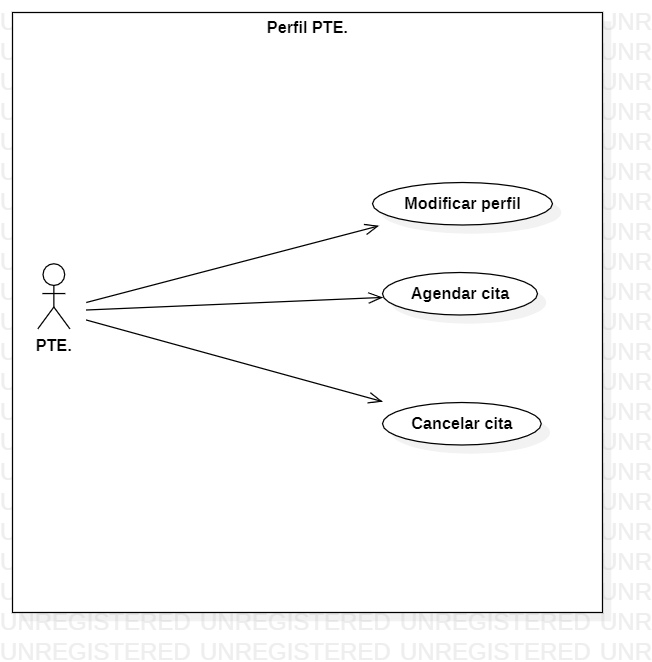 Perfil PTE.
Modificar perfil
Agendar cita
PTE.
Cancelar cita
UNREGISTERED UNREGISTERED UNREGISTERED UNR
UNREGISTERED UNREGISTERED UNREGISTERED UNR